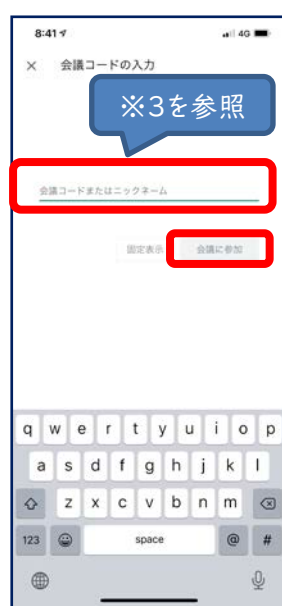 8:41 4G
× 会議コードの入力
※3を参照
会議コードまたはニックネーム
固定表示 会議に参加
q w e r t y u i o p
a s d f g h j k l
z x c v b n m
123 space @ #